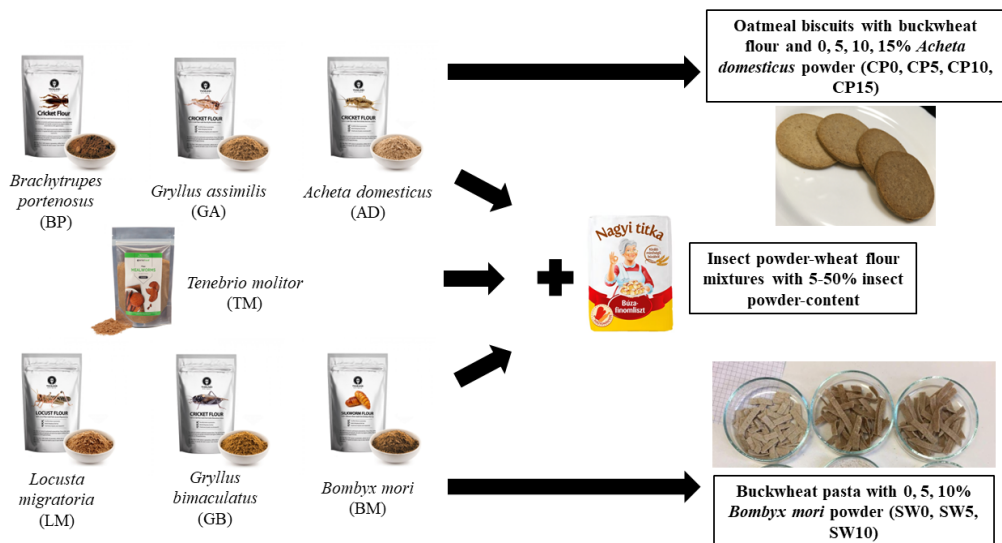 Oatmeal biscuits with buckwheat
flour and 0, 5, 10, 15% Acheta
domesticus powder (CP0, CP5, CP10,
CP15)
Cricket Flour
CRICKET FLOUR
CRICKET FLOUR
Brachytrupes
portenosus
(BP)
Gryllus assimilis
(GA)
Acheta domesticus
(AD)
Tenebrio molitor
(TM)
Nagyi titka
Búza-
finomliszt
Insect powder-wheat flour
mixtures with 5-50% insect
powder-content
LOCUST FLOUR
CRICKET FLOUR
SILKWORM FLOUR
Locusta
migratoria
(LM)
Gryllus
bimaculatus
(GB)
Bombyx mori
(BM)
Buckwheat pasta with 0, 5, 10%
Bombyx mori powder (SW0, SW5,
SW10)